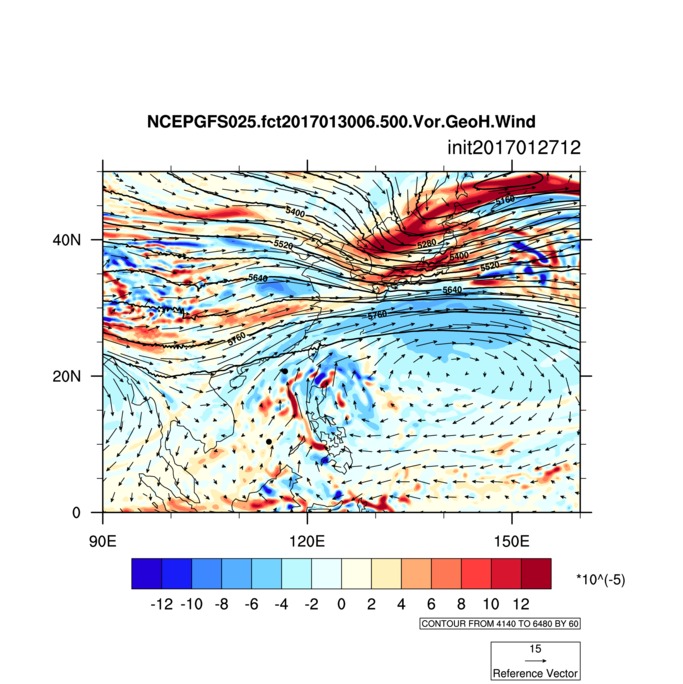 NCEPGFS025.fct2017013006.500.Vor.GeoH.Wind
init2017012712
5400
5520
5640
5760
5280
5400
5520
5640
5760
5160
40N
20N
0
90E 120E 150E
-12 -10 -8 -6 -4 -2 0 2 4 6 8 10 12
*10^(-5)
CONTOUR FROM 4140 TO 6480 BY 60
15
Reference Vector